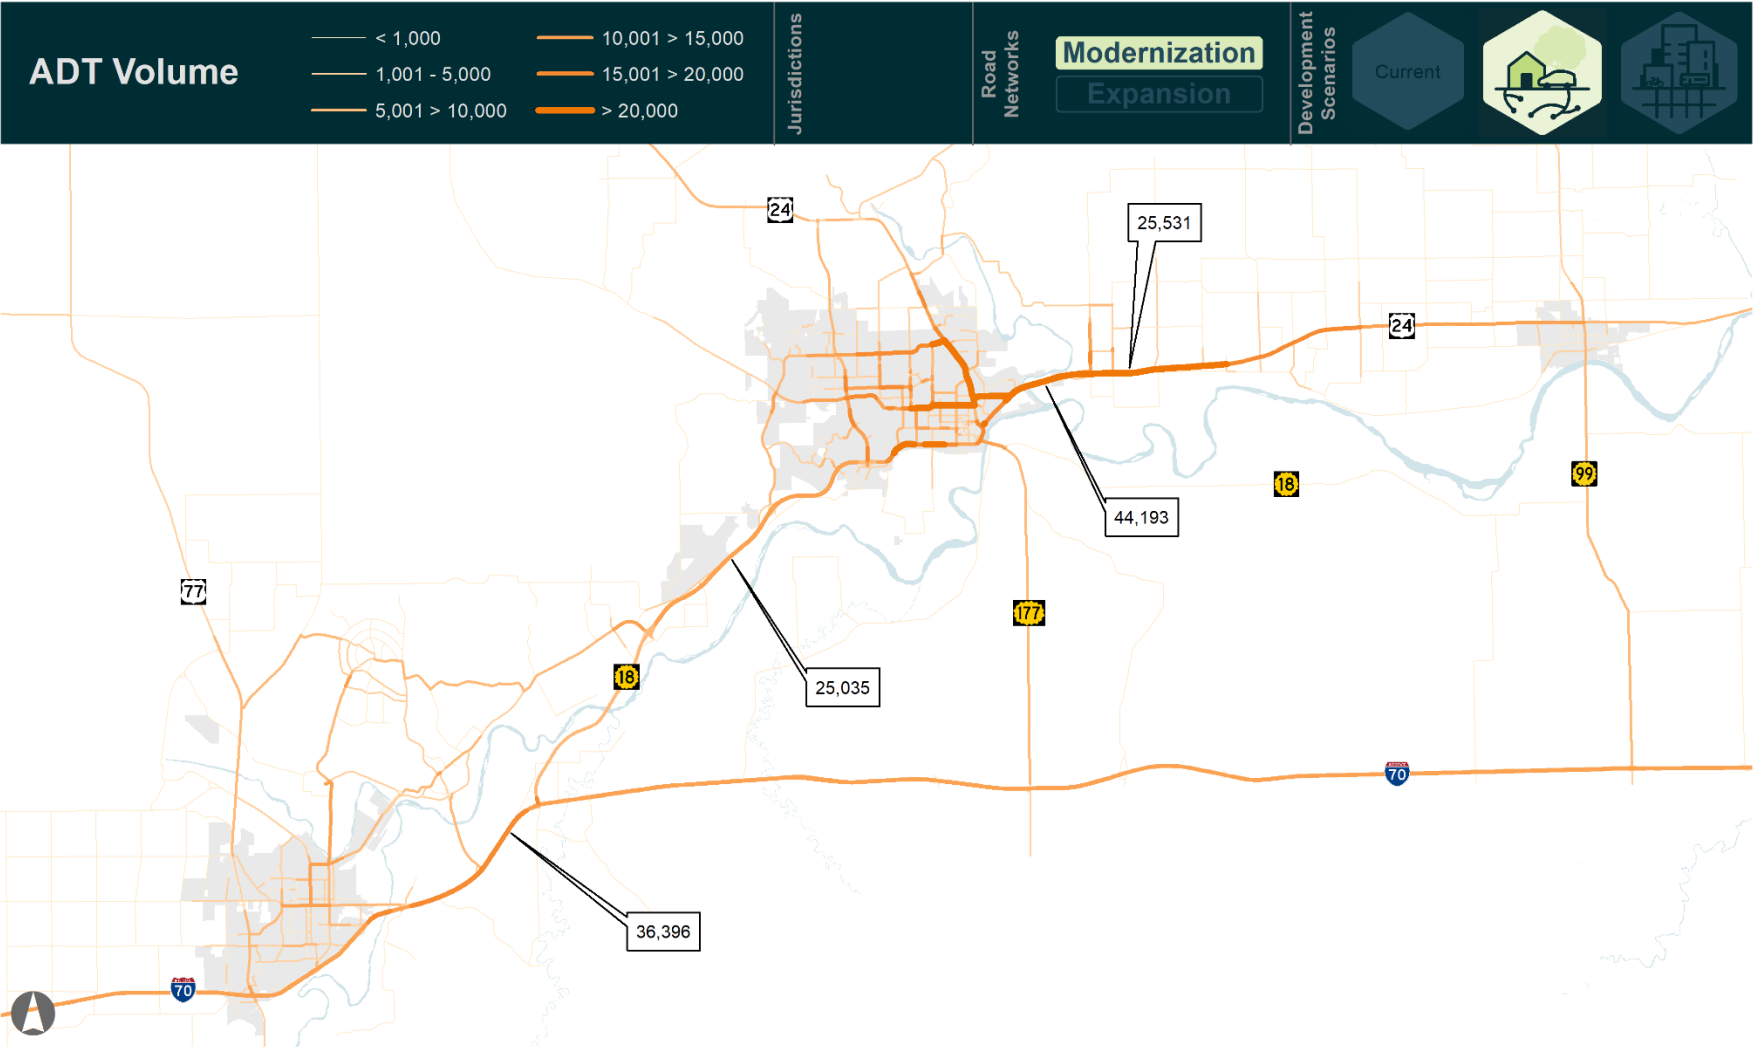 ADT Volume
< 1,000
1,001 - 5,000
5,001 > 10,000
10,001 > 15,000
15,001 > 20,000
> 20,000
Jurisdictions
Road
Networks
Modernization
Expansion
Development
Scenarios
Current
24
25,531
24
99
18
44,193
77
177
18
25,035
70
36,396
70